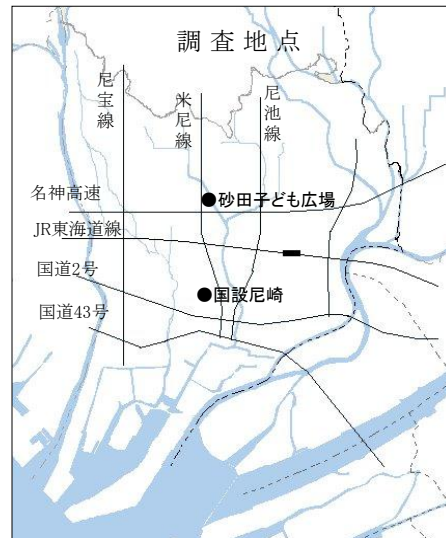 調査地点
尼宝線
米尼線
尼池線
名神高速
砂田子ども広場
JR東海道線
国道2号
国設尼崎
国道43号